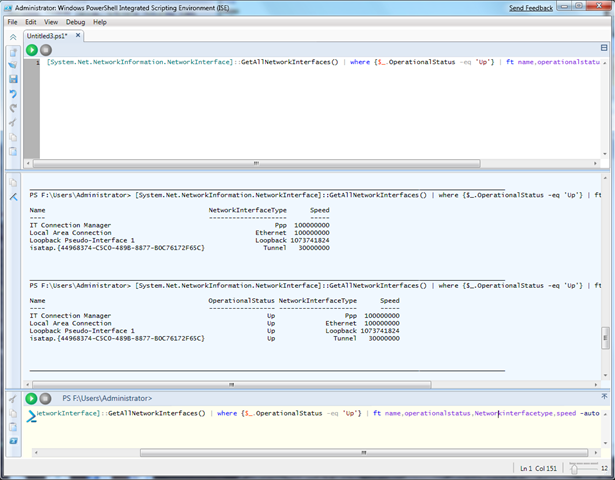 Administrator: Windows PowerShell Integrated Scripting Environment (ISE)
Send Feedback
File Edit View Debug Help
Untitled3.ps1* X
1 [System.Net.NetworkInformation.NetworkInterface]::GetAllNetworkInterfaces() | where {$_.OperationalStatus -eq 'Up'} | ft name,operationalstatu
PS F:\Users\Administrator> [System.Net.NetworkInformation.NetworkInterface]::GetAllNetworkInterfaces() | where {$_.OperationalStatus -eq 'Up'} | ft
Name NetworkInterfaceType Speed
---- -------------------- -----
IT Connection Manager Ppp 100000000
Local Area Connection Ethernet 100000000
Loopback Pseudo-Interface 1 Loopback 1073741824
isatap.{44968374-C5C0-489B-8877-B0C76172F65C} Tunnel 30000000
PS F:\Users\Administrator> [System.Net.NetworkInformation.NetworkInterface]::GetAllNetworkInterfaces() | where {$_.OperationalStatus -eq 'Up'} | ft
Name OperationalStatus NetworkInterfaceType Speed
---- ----------------- -------------------- -----
IT Connection Manager Up Ppp 100000000
Local Area Connection Up Ethernet 100000000
Loopback Pseudo-Interface 1 Up Loopback 1073741824
isatap.{44968374-C5C0-489B-8877-B0C76172F65C} Up Tunnel 30000000
PS F:\Users\Administrator>
ietworkInterface]::GetAllNetworkInterfaces() | where {$_.OperationalStatus -eq 'Up'} | ft name,operationalstatus,Networkinterfacetype,speed -auto
Ln 1 Col 151 12